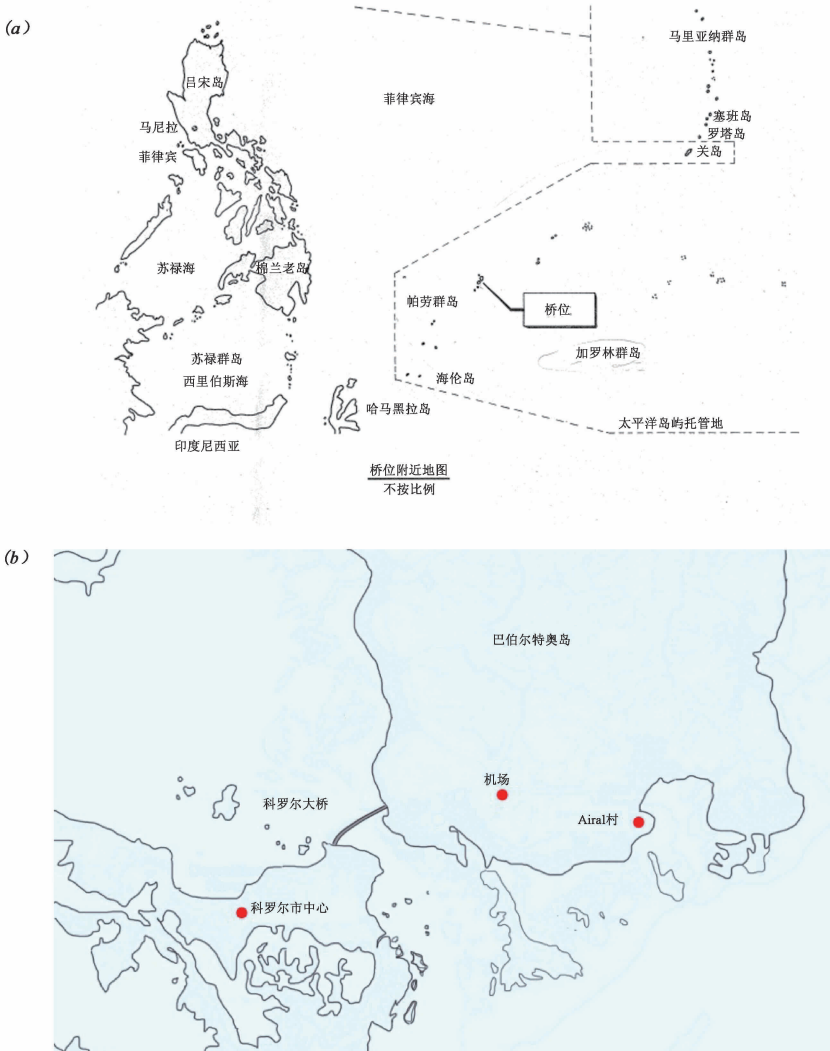 (a)
马里亚纳群岛
吕宋岛
菲律宾海
塞班岛
马尼拉
罗塔岛
菲律宾
关岛
苏禄海
棉兰老岛
帕劳群岛
桥位
苏禄群岛
加罗林群岛
西里伯斯海
海伦岛
哈马黑拉岛
太平洋岛屿托管地
印度尼西亚
桥位附近地图
不按比例
(b)
巴伯尔特奥岛
机场
科罗尔大桥
Airal村
科罗尔市中心